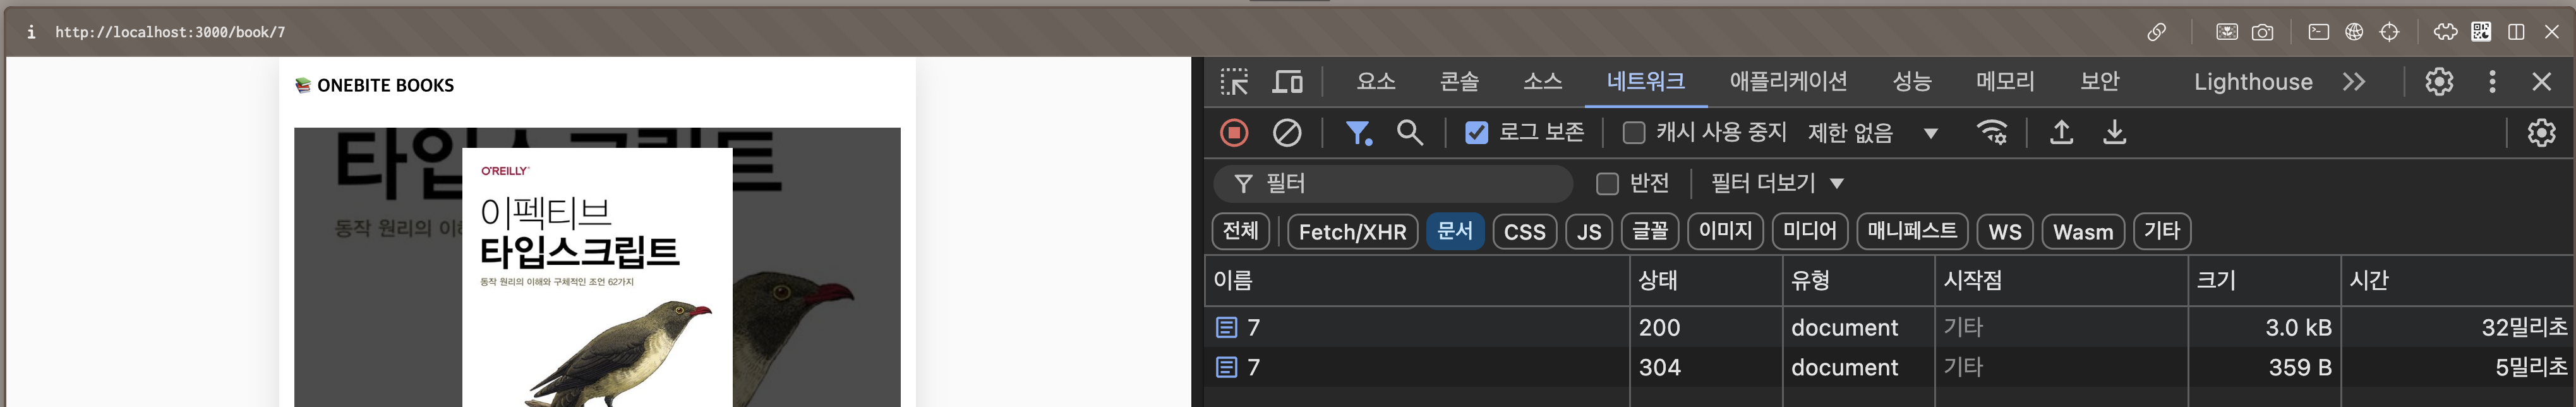 http://localhost:3000/book/7
📚 ONEBITE BOOKS
타입스크립트
동작 원리의 이해
O'REILLY®
이펙티브
타입스크립트
동작 원리의 이해와 구체적인 조언 62가지
요소 콘솔 소스 네트워크 애플리케이션 성능 메모리 보안 Lighthouse
로그 보존 캐시 사용 중지 제한 없음
필터 반전 필터 더보기
전체 Fetch/XHR 문서 CSS JS 글꼴 이미지 미디어 매니페스트 WS Wasm 기타
이름 상태 유형 시작점 크기 시간
7 200 document 기타 3.0 kB 32밀리초
7 304 document 기타 359 B 5밀리초